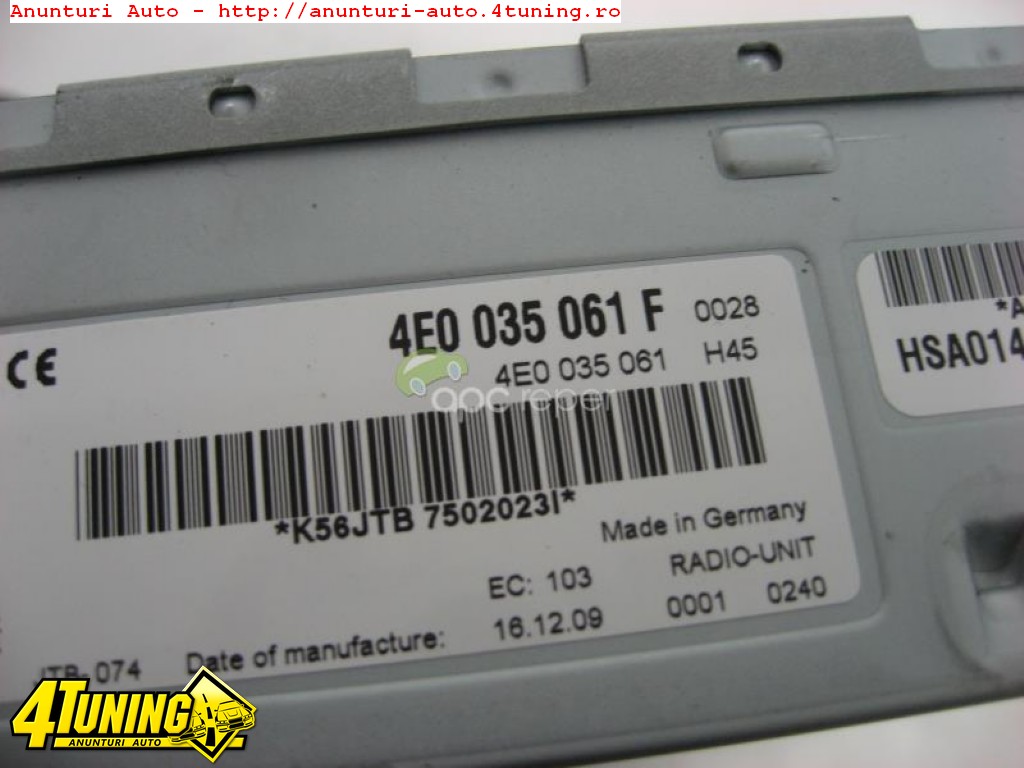 Anunturi Auto - http://anunturi-auto.4tuning.ro
4E0 035 061 F 0028
4E0 035 061 H45
CE
apc reper
*K56JTB 7502023I*
Made in Germany
EC: 103 RADIO-UNIT
Date of manufacture: 16.12.09 0001 0240
JTB-074
*A
HSA014
4TUNING
ANUNTURI AUTO